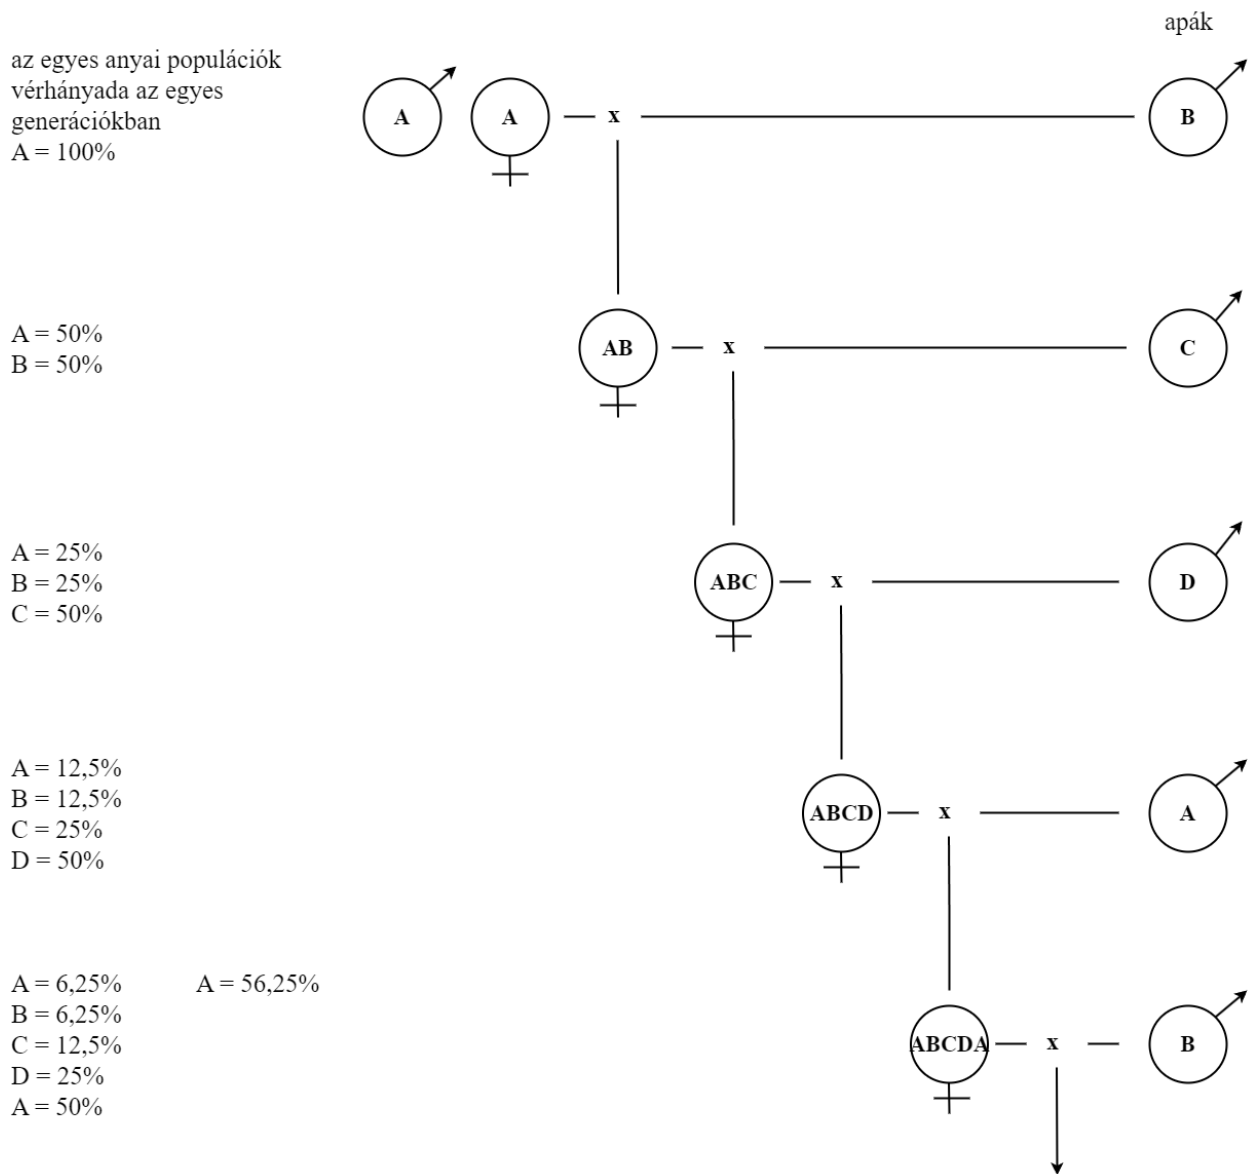 apák
az egyes anyai populációk
vérhányada az egyes
generációkban
A = 100%
A A x B
A = 50%
B = 50%
AB x C
A = 25%
B = 25%
C = 50%
ABC x D
A = 12,5%
B = 12,5%
C = 25%
D = 50%
ABCD x A
A = 6,25% A = 56,25%
B = 6,25%
C = 12,5%
D = 25%
A = 50%
ABCDA x B